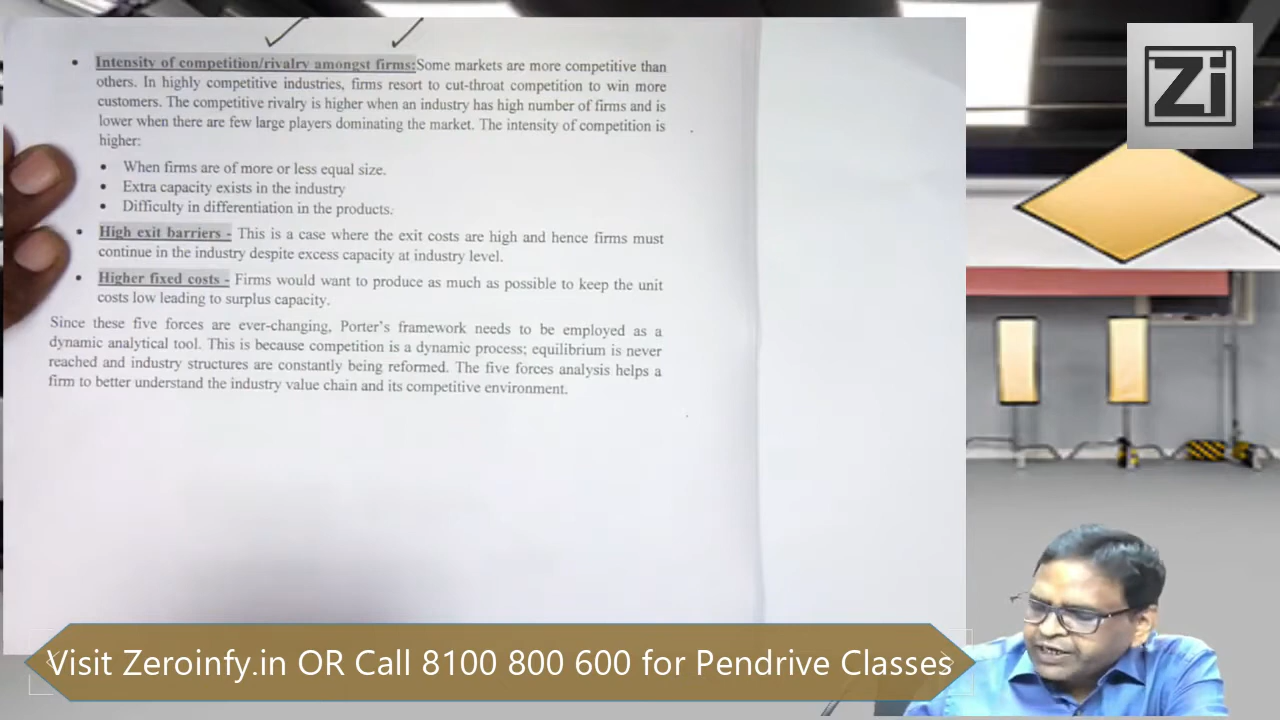 Zi
• Intensity of competition/rivalry amongst firms:Some markets are more competitive than
others. In highly competitive industries, firms resort to cut-throat competition to win more
customers. The competitive rivalry is higher when an industry has high number of firms and is
lower when there are few large players dominating the market. The intensity of competition is
higher:
• When firms are of more or less equal size.
• Extra capacity exists in the industry
• Difficulty in differentiation in the products.
• High exit barriers - This is a case where the exit costs are high and hence firms must
continue in the industry despite excess capacity at industry level.
• Higher fixed costs - Firms would want to produce as much as possible to keep the unit
costs low leading to surplus capacity.
Since these five forces are ever-changing, Porter's framework needs to be employed as a
dynamic analytical tool. This is because competition is a dynamic process; equilibrium is never
reached and industry structures are constantly being reformed. The five forces analysis helps a
firm to better understand the industry value chain and its competitive environment.
Visit Zeroinfy.in OR Call 8100 800 600 for Pendrive Classes